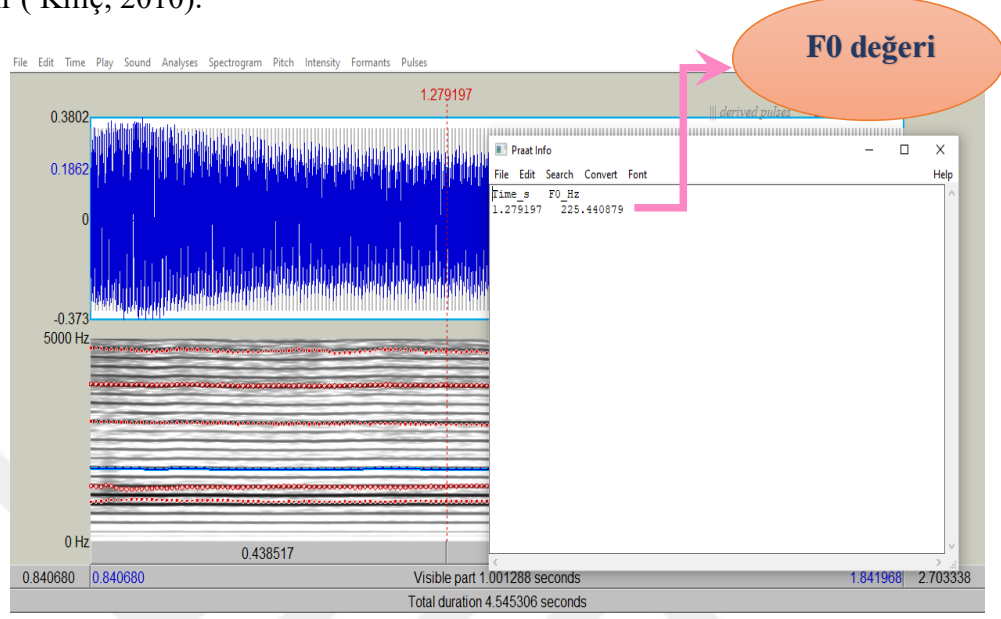 ( Kılıç, 2010).
F0 değeri
File Edit Time Play Sound Analyses Spectrogram Pitch Intensity Formants Pulses
1.279197
0.3802
derived pulses
0.1862
Praat Info
File Edit Search Convert Font Help
Time_s F0_Hz
1.279197 225.440879
0
-0.373
5000 Hz
0 Hz
0.438517
0.840680 0.840680 Visible part 1.001288 seconds 1.841968 2.703338
Total duration 4.545306 seconds